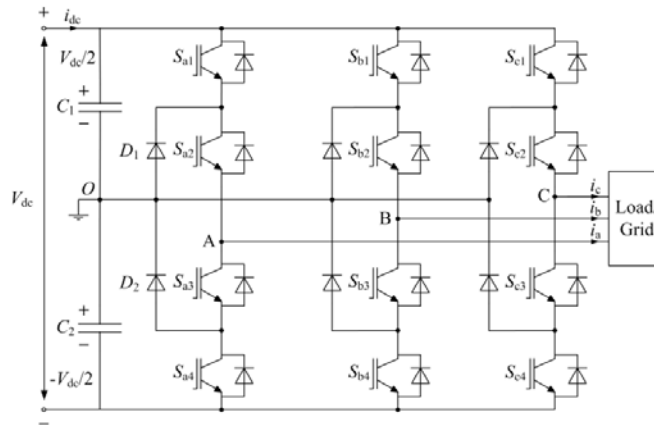 + i_dc
V_dc/2
S_a1 S_b1 S_c1
+
C_1
−
D_1 S_a2 S_b2 S_c2
O
V_dc
C i_c
B i_b
A i_a
Load/
Grid
D_2 S_a3 S_b3 S_c3
+
C_2
−
-V_dc/2
S_a4 S_b4 S_c4
−